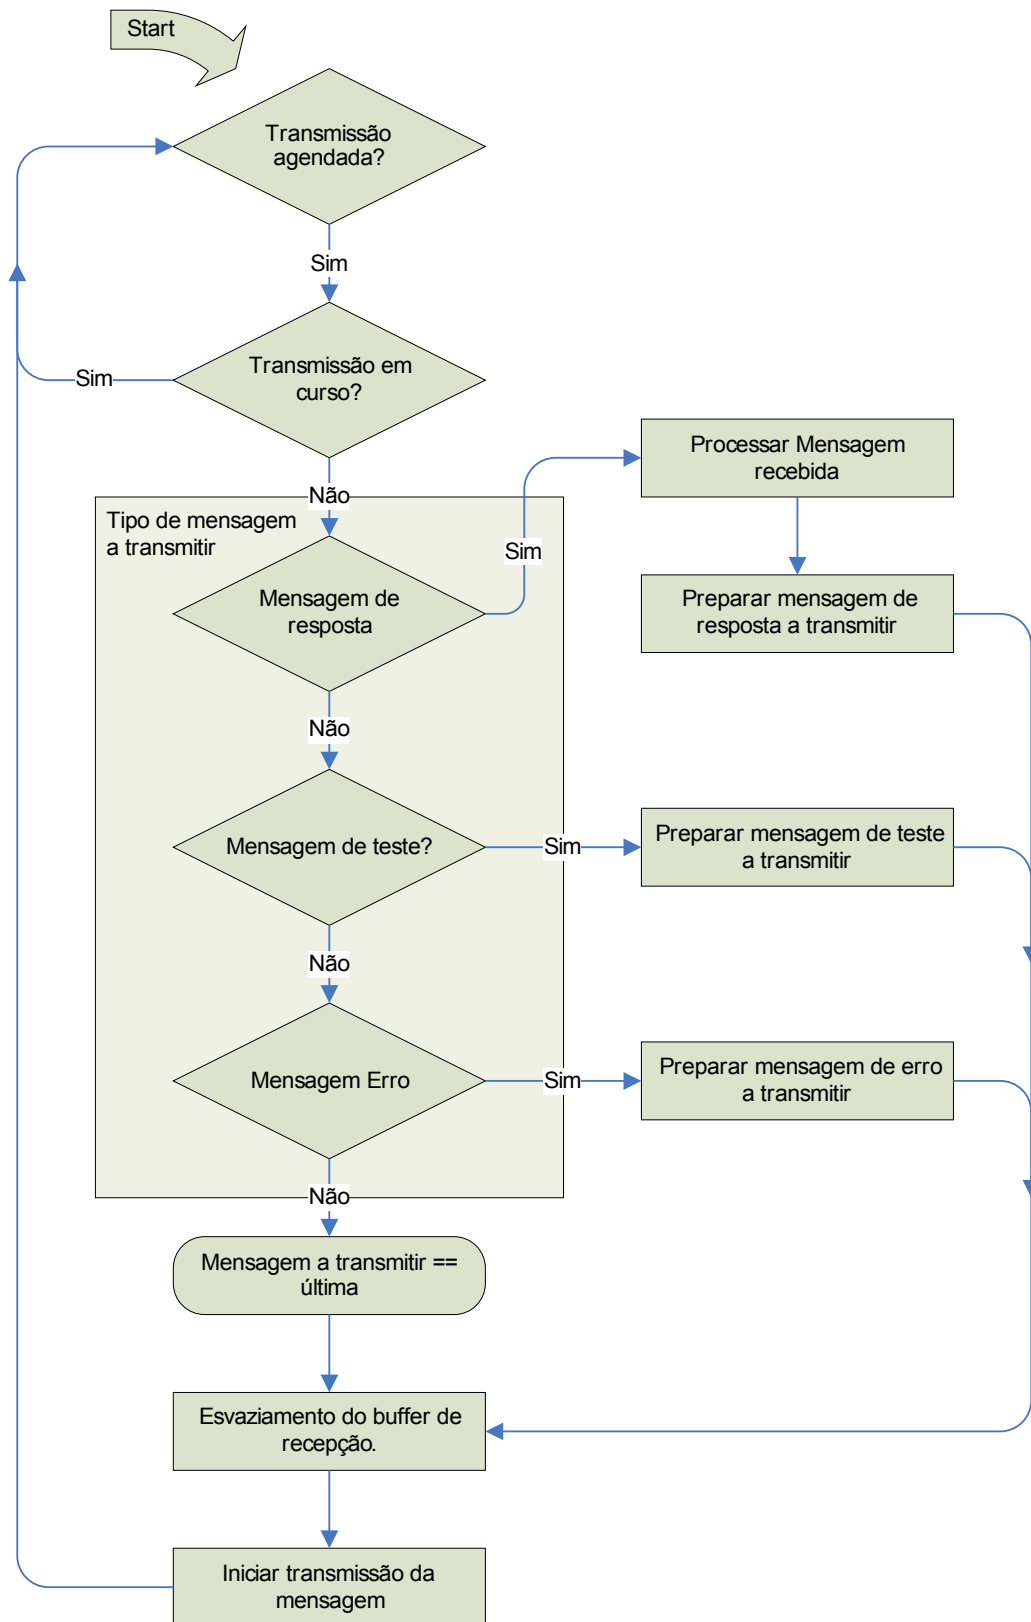 Start
Transmissão
agendada?
Sim
Transmissão em
curso?
Sim
Não
Processar Mensagem
recebida
Tipo de mensagem
a transmitir
Sim
Mensagem de
resposta
Preparar mensagem de
resposta a transmitir
Não
Mensagem de teste?
Sim
Preparar mensagem de teste
a transmitir
Não
Mensagem Erro
Sim
Preparar mensagem de erro
a transmitir
Não
Mensagem a transmitir ==
última
Esvaziamento do buffer de
recepção.
Iniciar transmissão da
mensagem